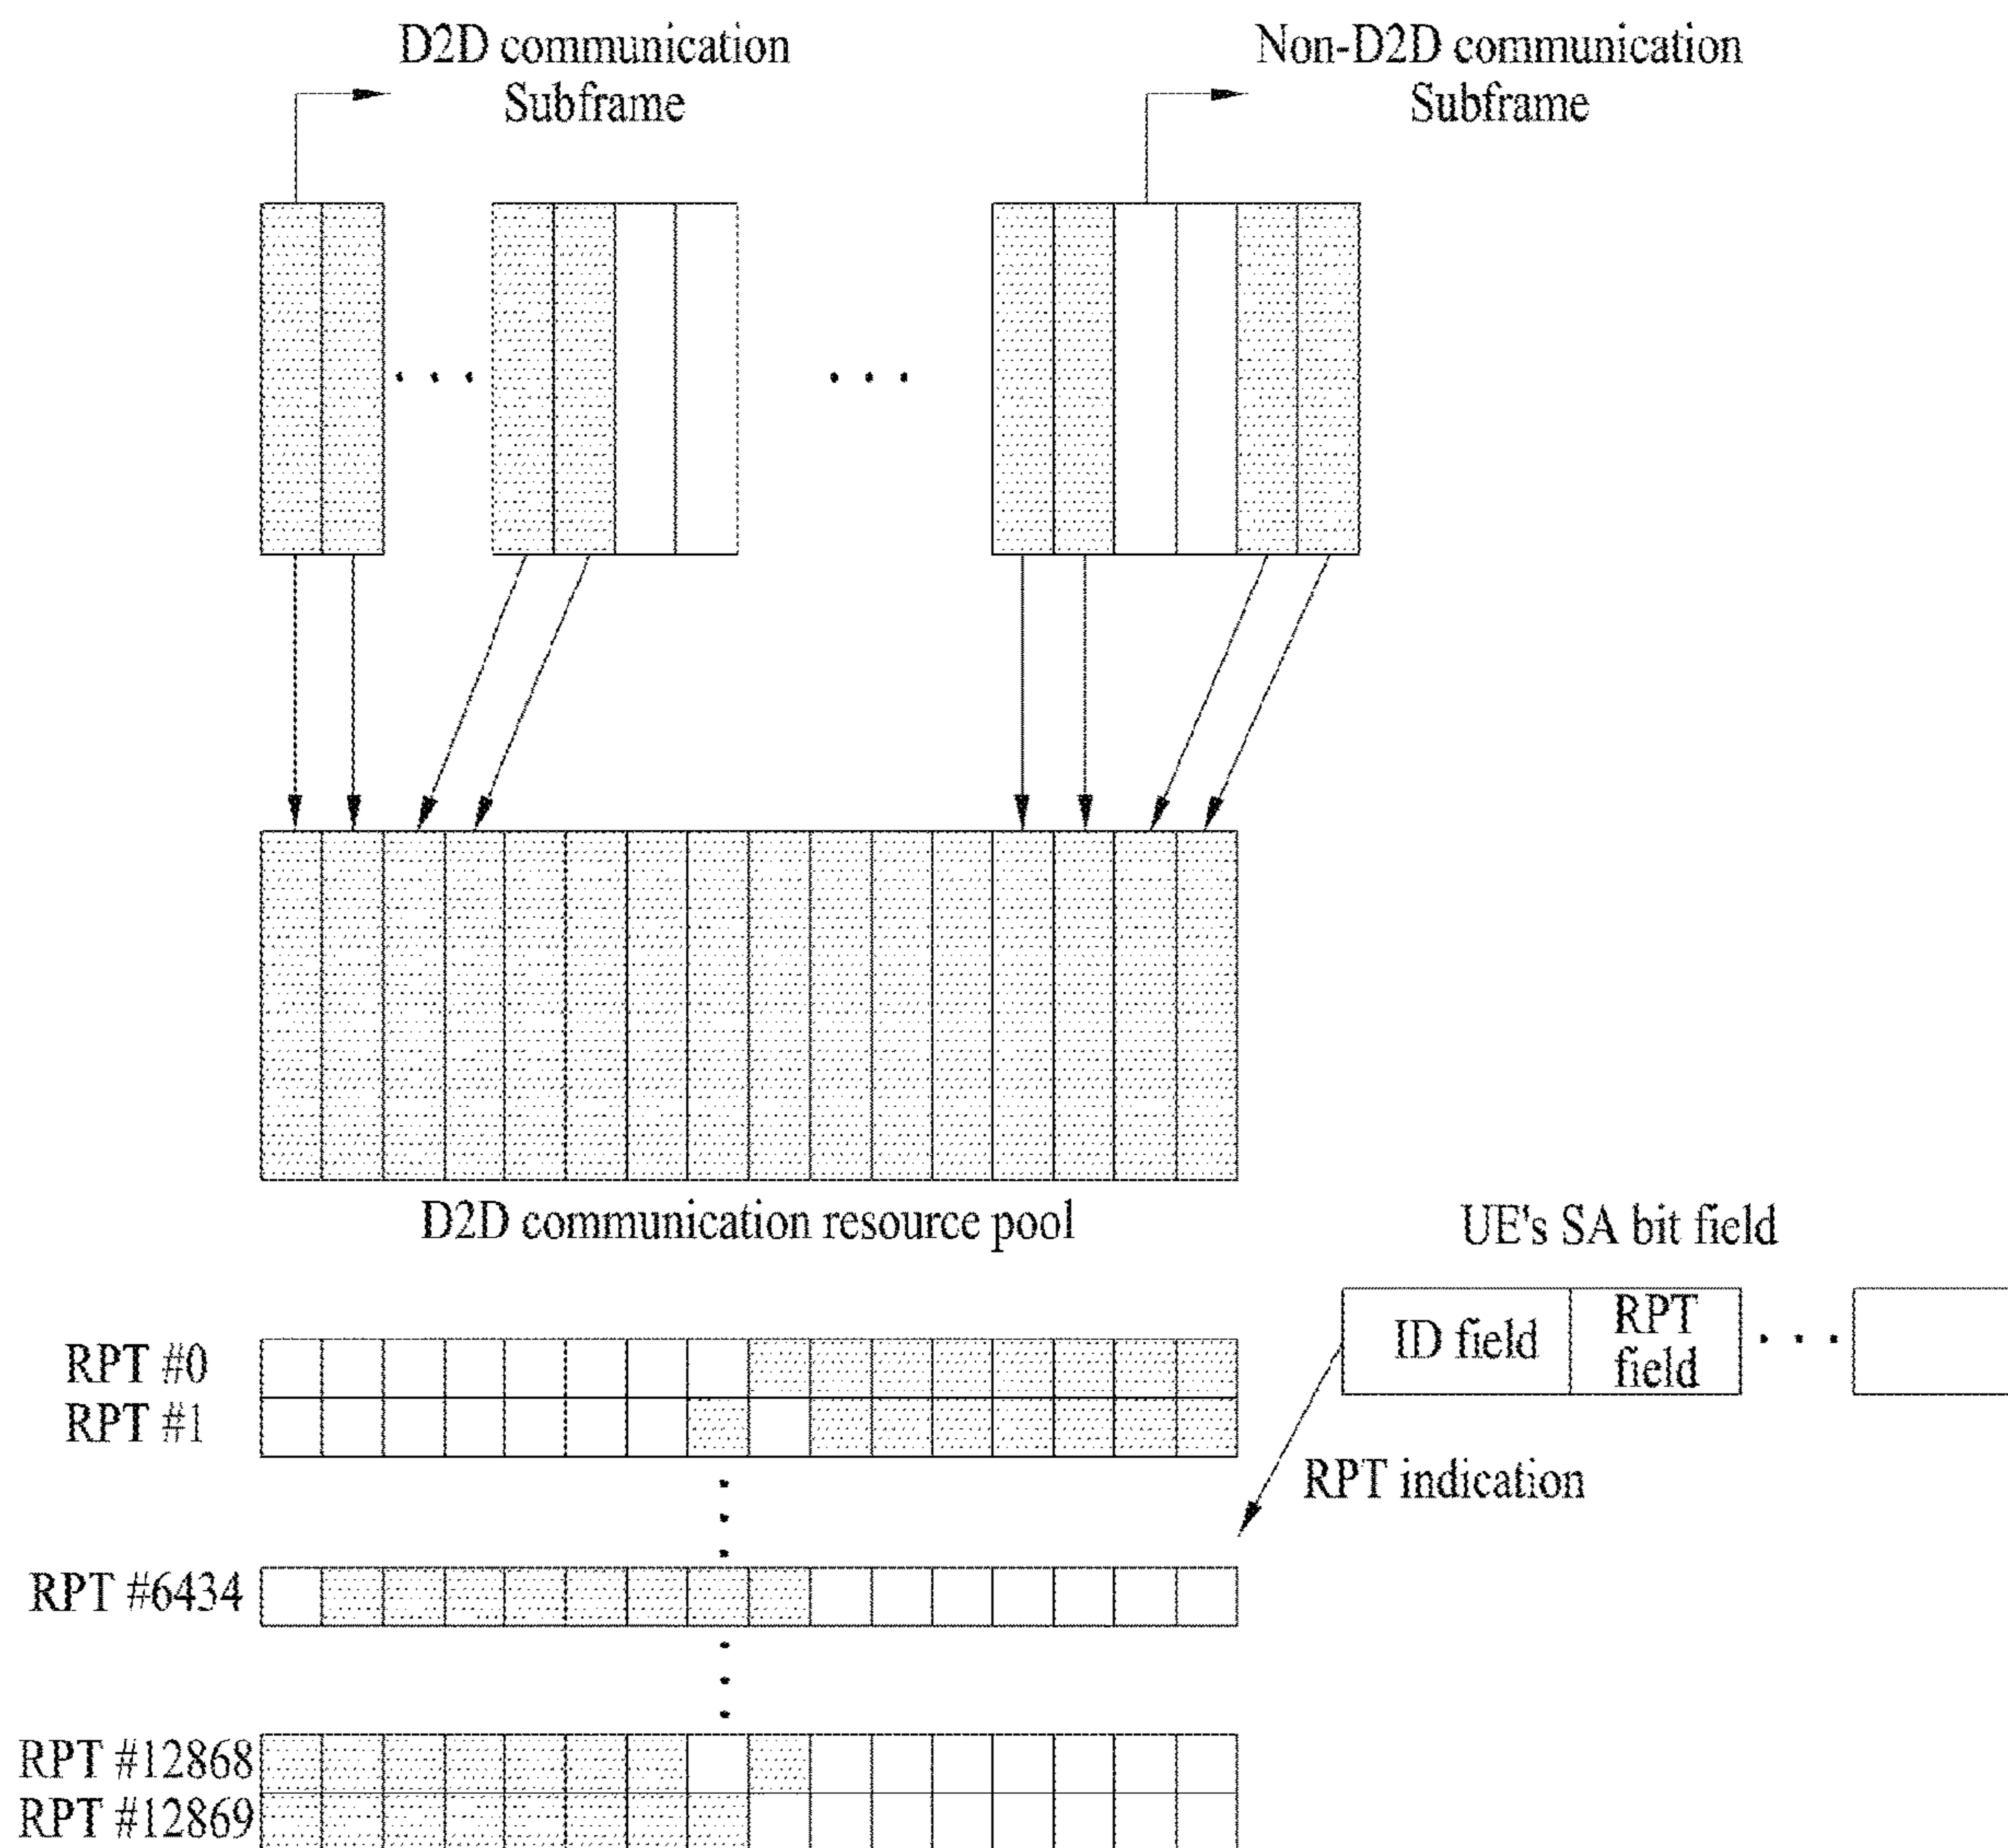 D2D communication
Subframe
Non-D2D communication
Subframe
D2D communication resource pool
UE's SA bit field
ID field
RPT
field
RPT #0
RPT #1
RPT indication
RPT #6434
RPT #12868
RPT #12869